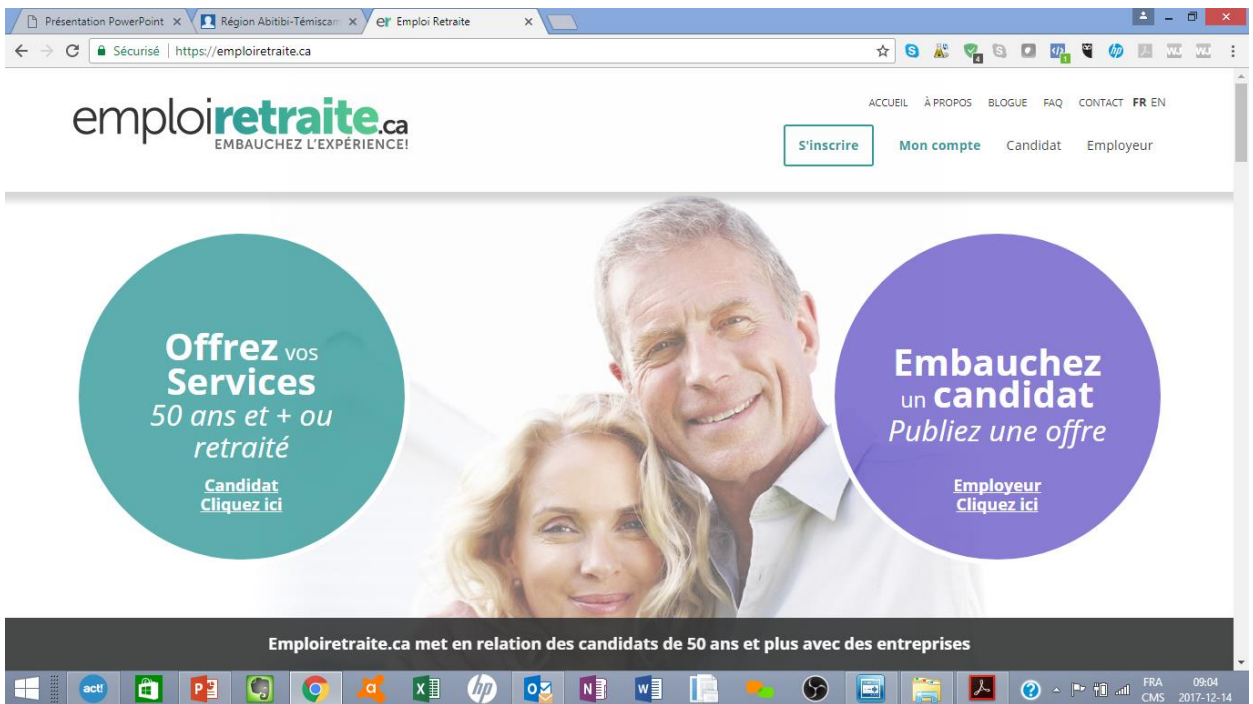 Présentation PowerPoint
Région Abitibi-Témiscam
er Emploi Retraite
Sécurisé | https://emploiretraite.ca
emploiretraite.ca
EMBAUCHEZ L'EXPÉRIENCE!
ACCUEIL À PROPOS BLOGUE FAQ CONTACT FR EN
S'inscrire Mon compte Candidat Employeur
Offrez vos
Services
50 ans et + ou
retraité
Candidat
Cliquez ici
Embauchez
un candidat
Publiez une offre
Employeur
Cliquez ici
Emploiretraite.ca met en relation des candidats de 50 ans et plus avec des entreprises
act!
hp
FRA 09:04
CMS 2017-12-14